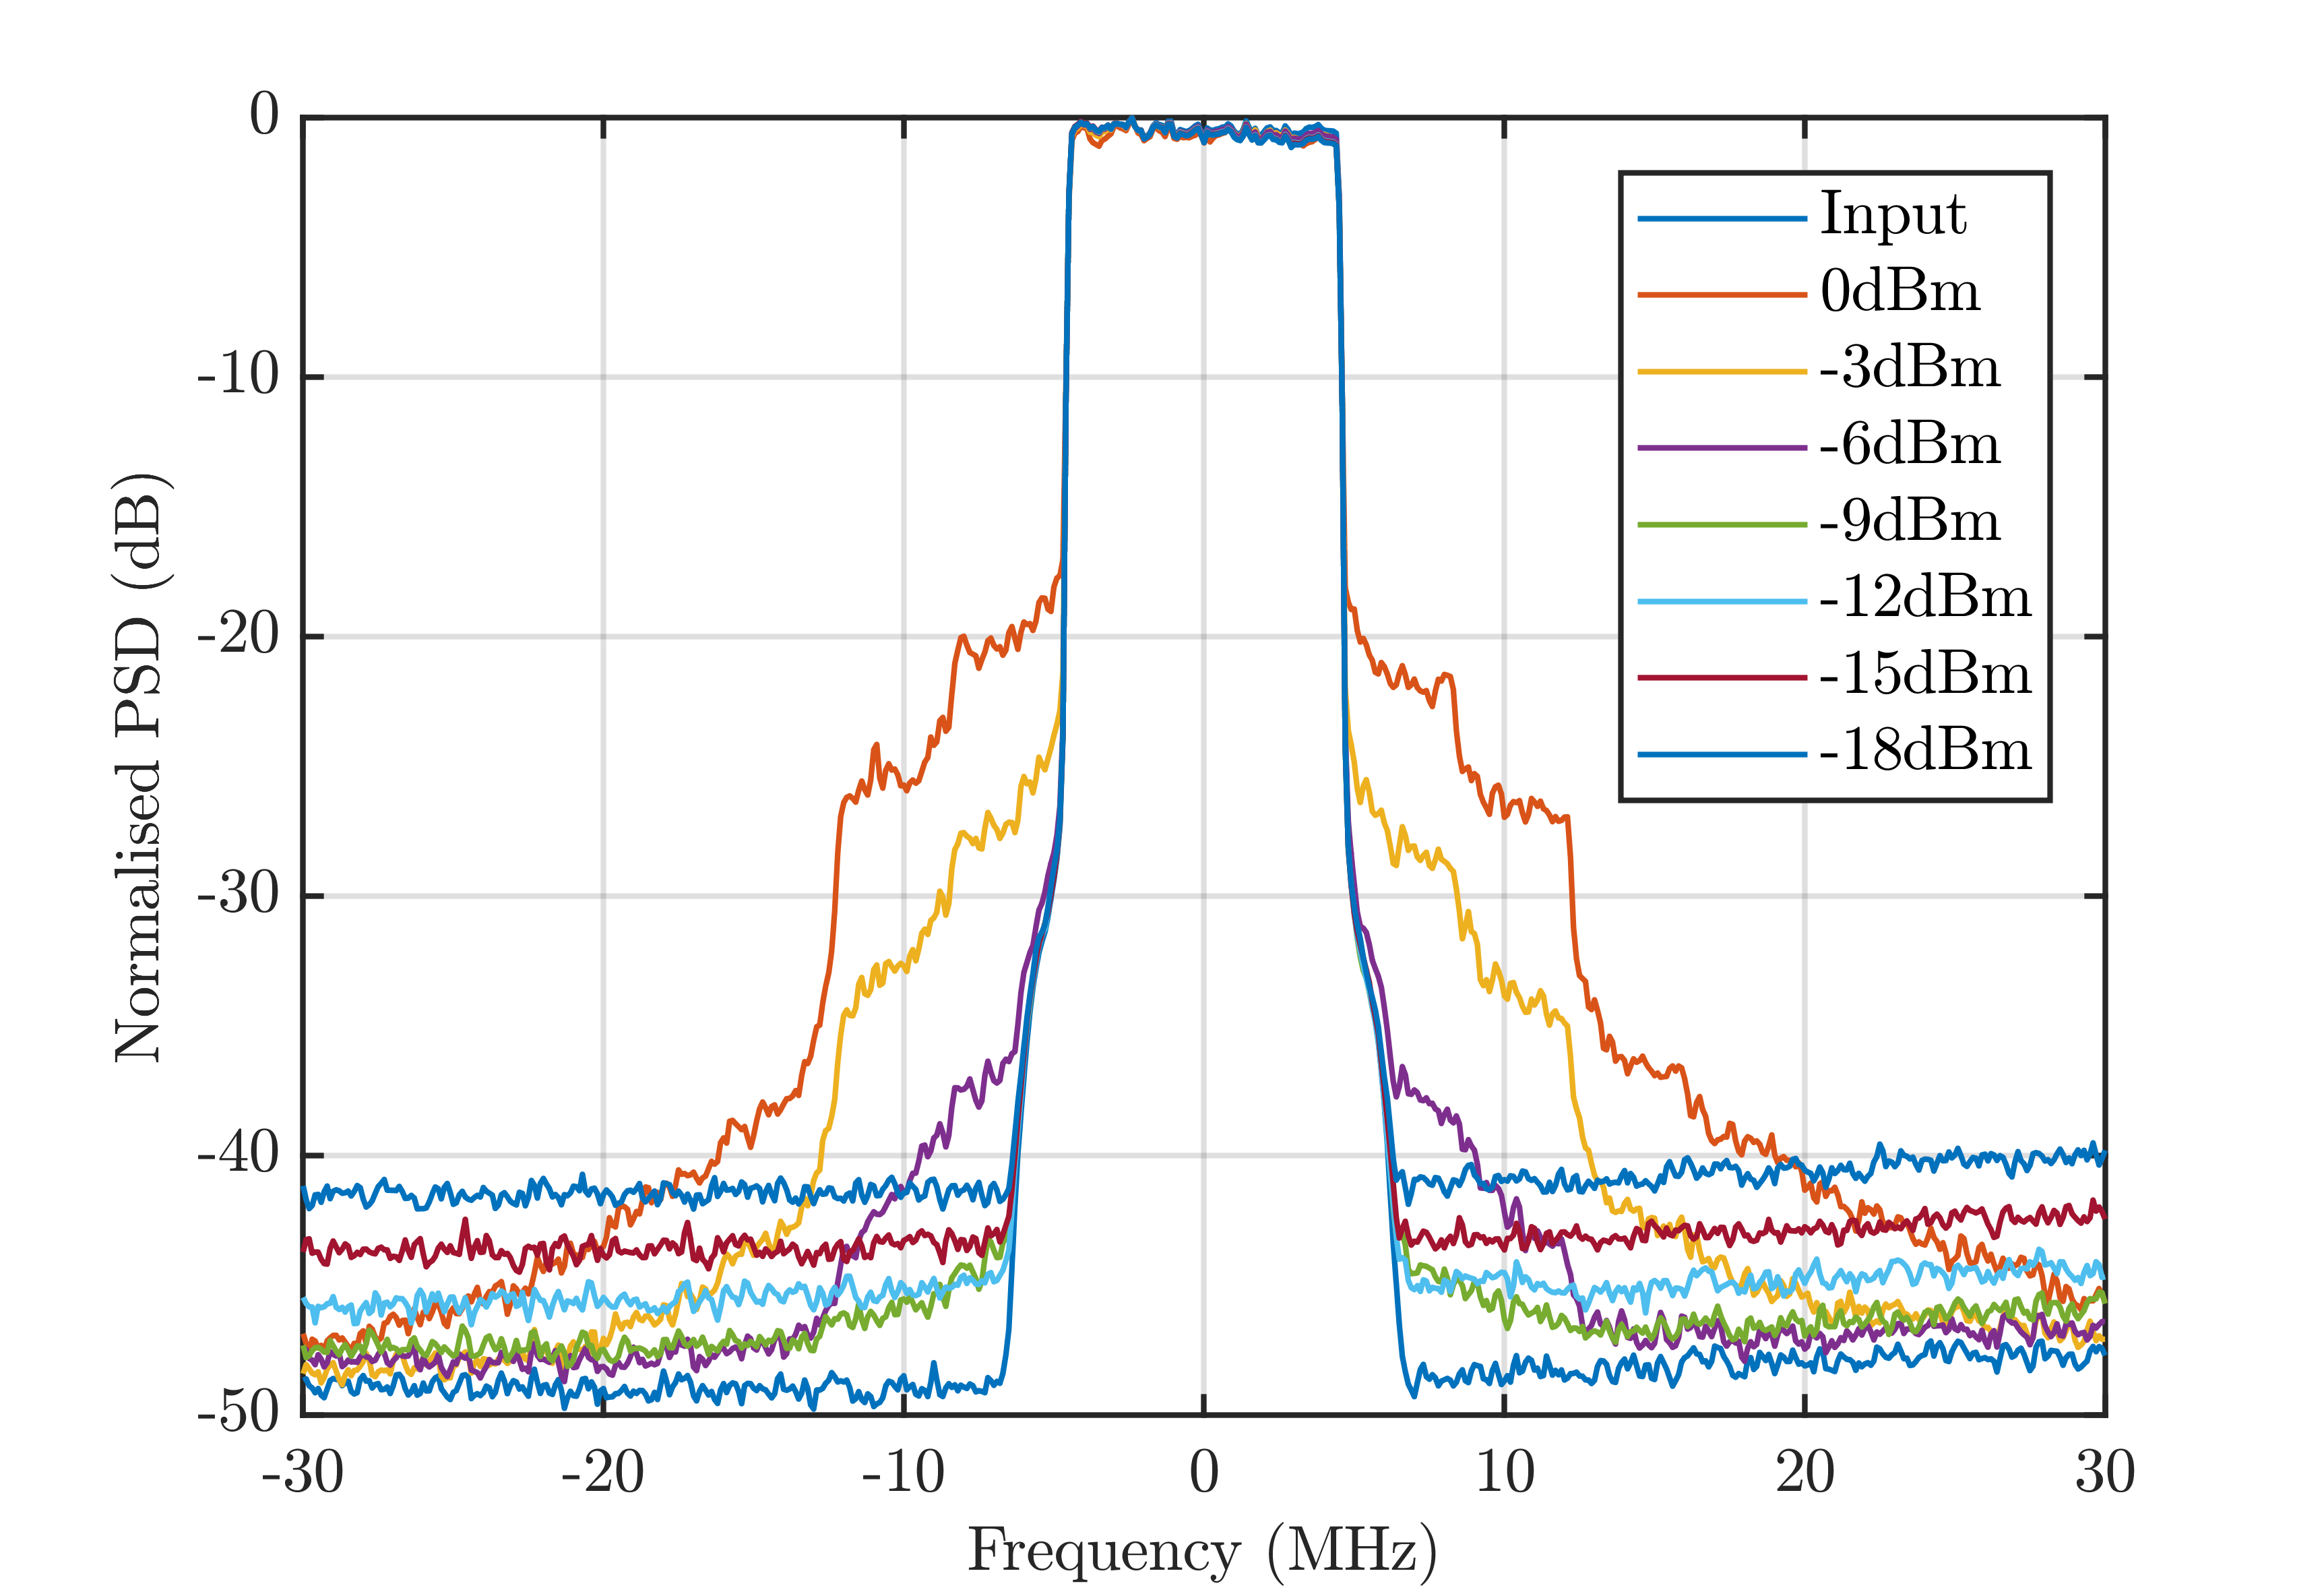 0
-10
-20
-30
-40
-50
Normalised PSD (dB)
Input
0dBm
-3dBm
-6dBm
-9dBm
-12dBm
-15dBm
-18dBm
-30
-20
-10
0
10
20
30
Frequency (MHz)